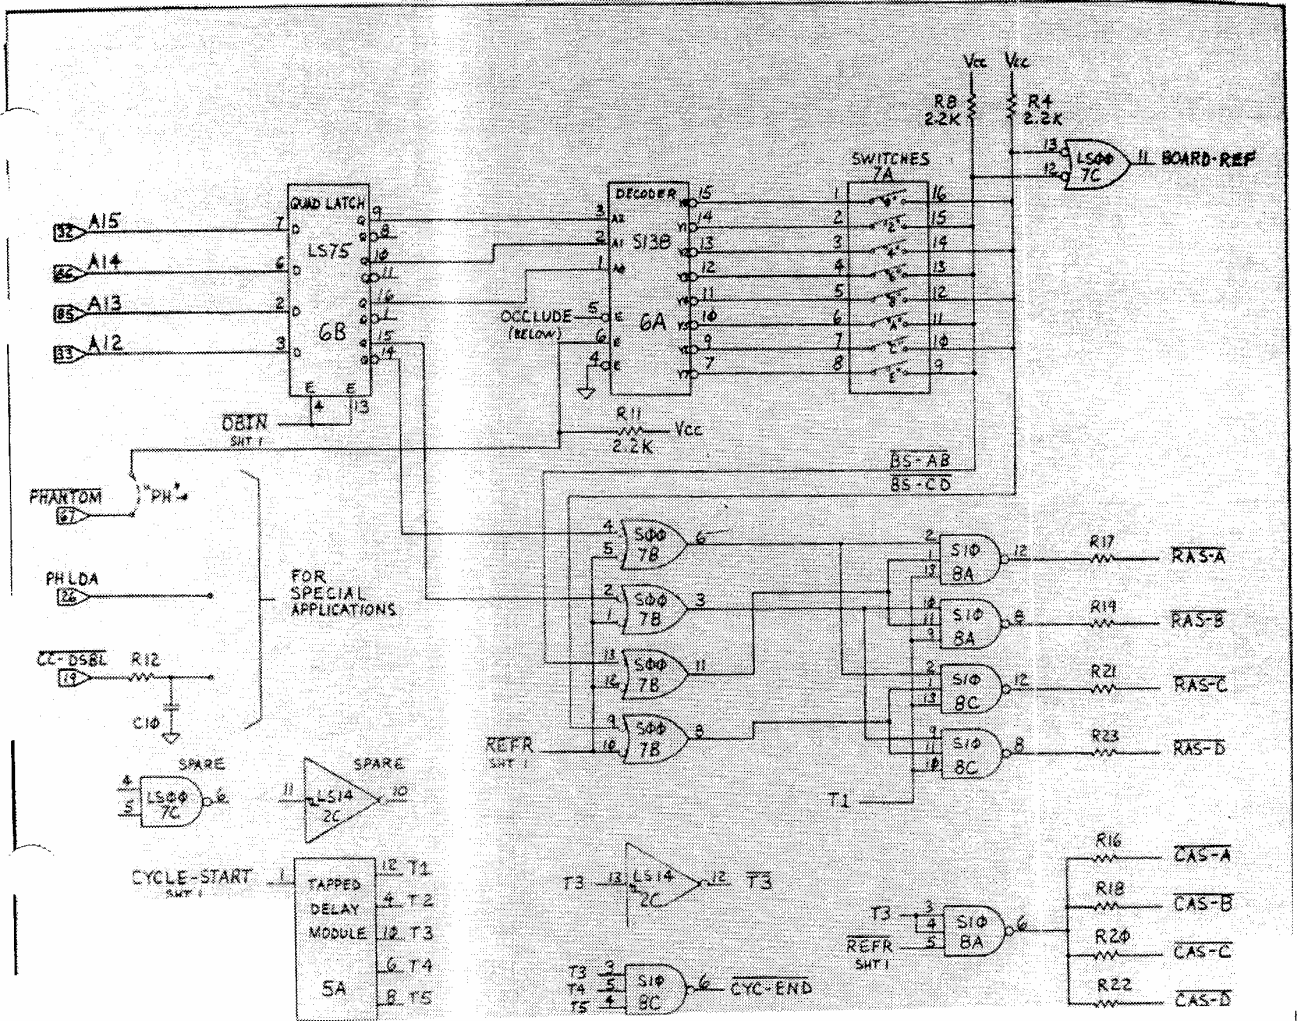 Vcc Vcc
R8 2.2K
R4 2.2K
13
12
LS00 7C
11 BOARD-REF
SWITCHES
7A
QUAD LATCH
LS75
6B
DECODER
S138
6A
32 A15
A14
85 A13
33 A12
7 D
6 D
2 D
3 D
Q 9
Q 8
Q 10
Q 11
Q 16
Q 1
Q 15
Q 14
E E
4 13
3 A2
2 A1
1 A0
5 E
6 E
4 E
15
Y1 14
Y2 13
Y3 12
Y4 11
Y5 10
Y6 9
Y7 7
1 16
2 "2" 15
3 "4" 14
4 13
5 12
6 "A" 11
7 "C" 10
8 "E" 9
OCCLUDE
(BELOW)
DBIN
SHT 1
R11
2.2K
Vcc
BS-AB
BS-CD
PHANTOM
67
"PH"
PHLDA
26
CC-DSBL
19
R12
C10
FOR
SPECIAL
APPLICATIONS
4
5
S00
7B
6
2
1
S00
7B
3
13
12
S00
7B
11
9
10
S00
7B
8
REFR
SHT 1
2
1
13
S10
8A
12
R17
RAS-A
10
11
9
S10
8A
8
R19
RAS-B
2
1
13
S10
8C
12
R21
RAS-C
9
11
10
S10
8C
8
R23
RAS-D
T1
SPARE
4
5
LS00
7C
6
SPARE
11
LS14
2C
10
CYCLE-START
SHT 1
1
TAPPED
DELAY
MODULE
5A
12 T1
4 T2
10 T3
6 T4
8 T5
T3 13
LS14
2C
12 T3
T3 3
T4 5
T5 4
S10
8C
6 CYC-END
T3 3
4
REFR 5
SHT 1
S10
8A
6
R16 CAS-A
R18 CAS-B
R20 CAS-C
R22 CAS-D